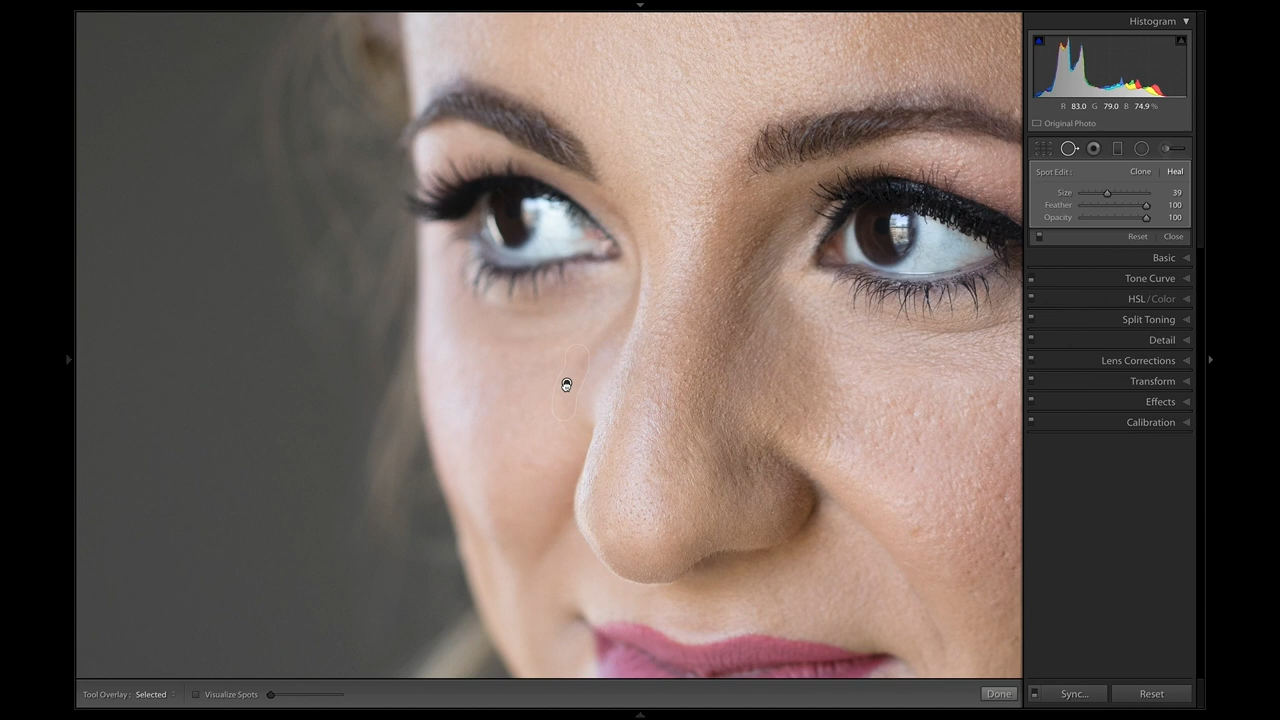 Histogram
R 83.0 G 79.0 B 74.9 %
Original Photo
Spot Edit : Clone | Heal
Size 39
Feather 100
Opacity 100
Reset Close
Basic
Tone Curve
HSL / Color
Split Toning
Detail
Lens Corrections
Transform
Effects
Calibration
Tool Overlay : Selected Visualize Spots Done Sync... Reset